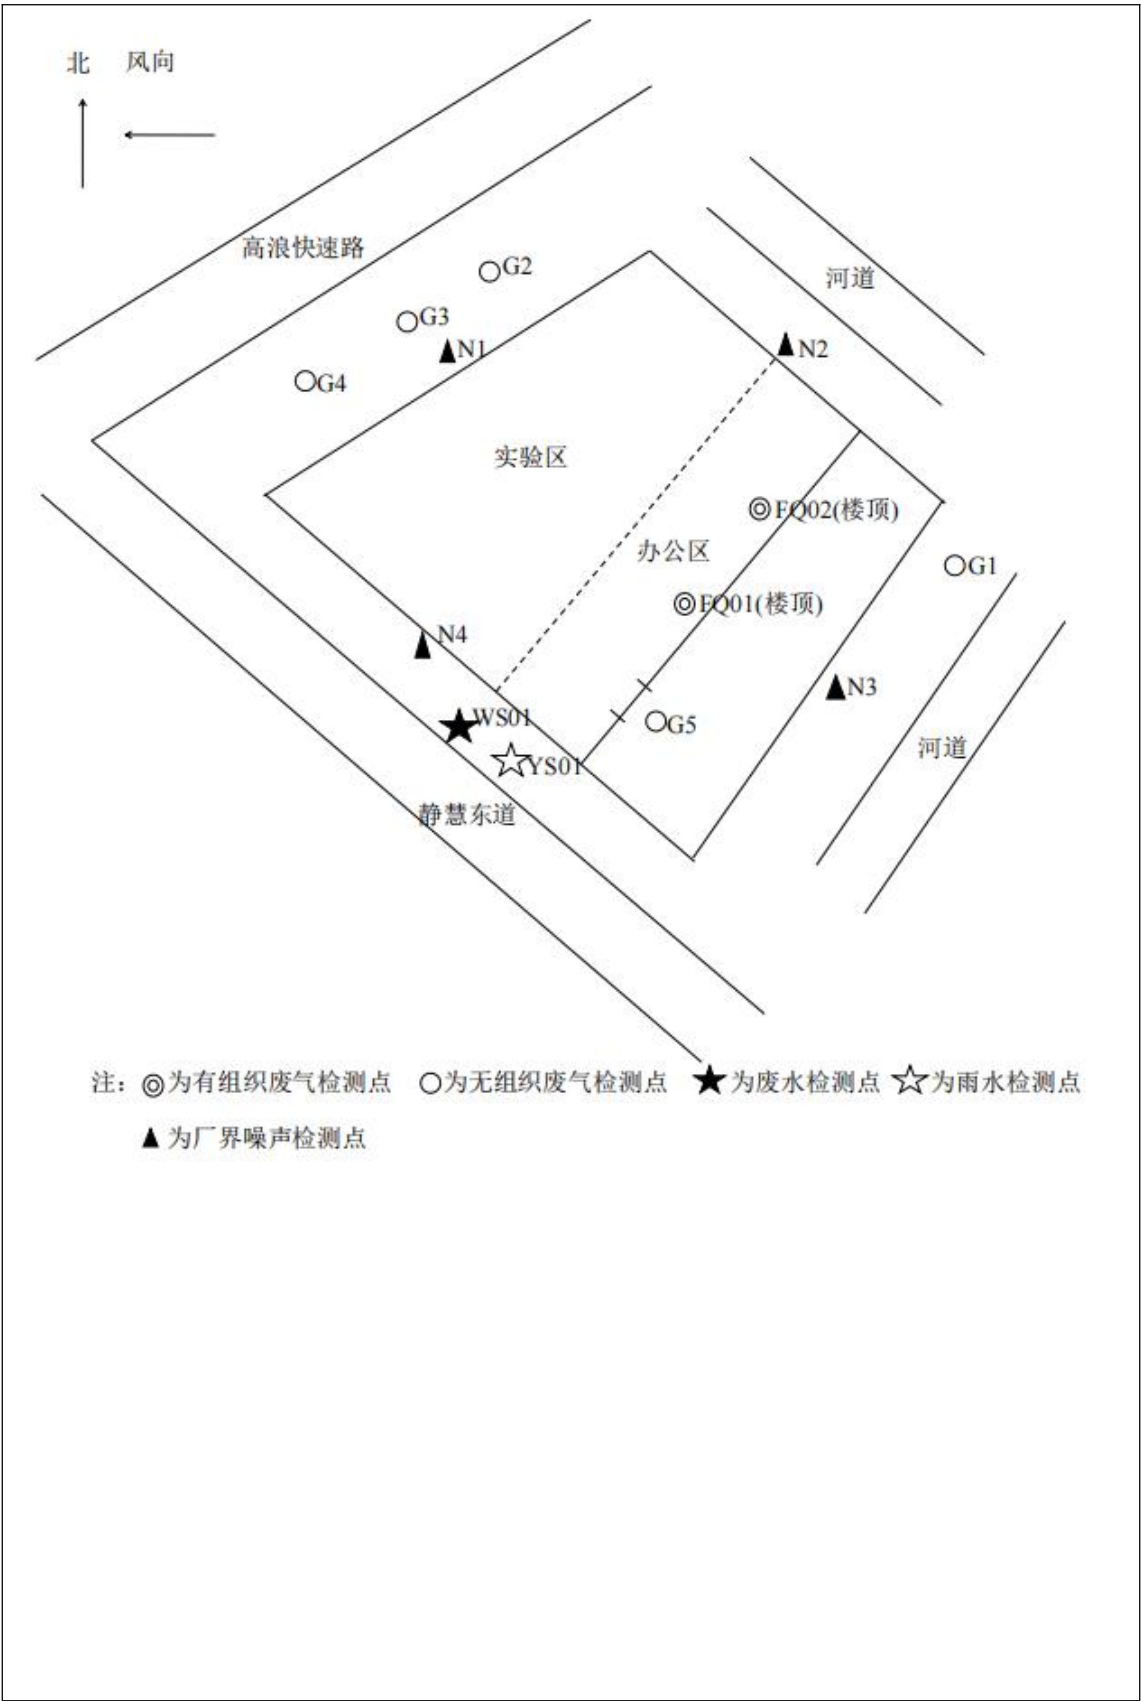 北 风向
高浪快速路
G2
河道
G3
N1
N2
G4
实验区
FQ02(楼顶)
办公区
G1
FQ01(楼顶)
N4
N3
WS01
G5
河道
YS01
静慧东道
注：◎为有组织废气检测点 ○为无组织废气检测点 ★为废水检测点 ☆为雨水检测点
▲为厂界噪声检测点